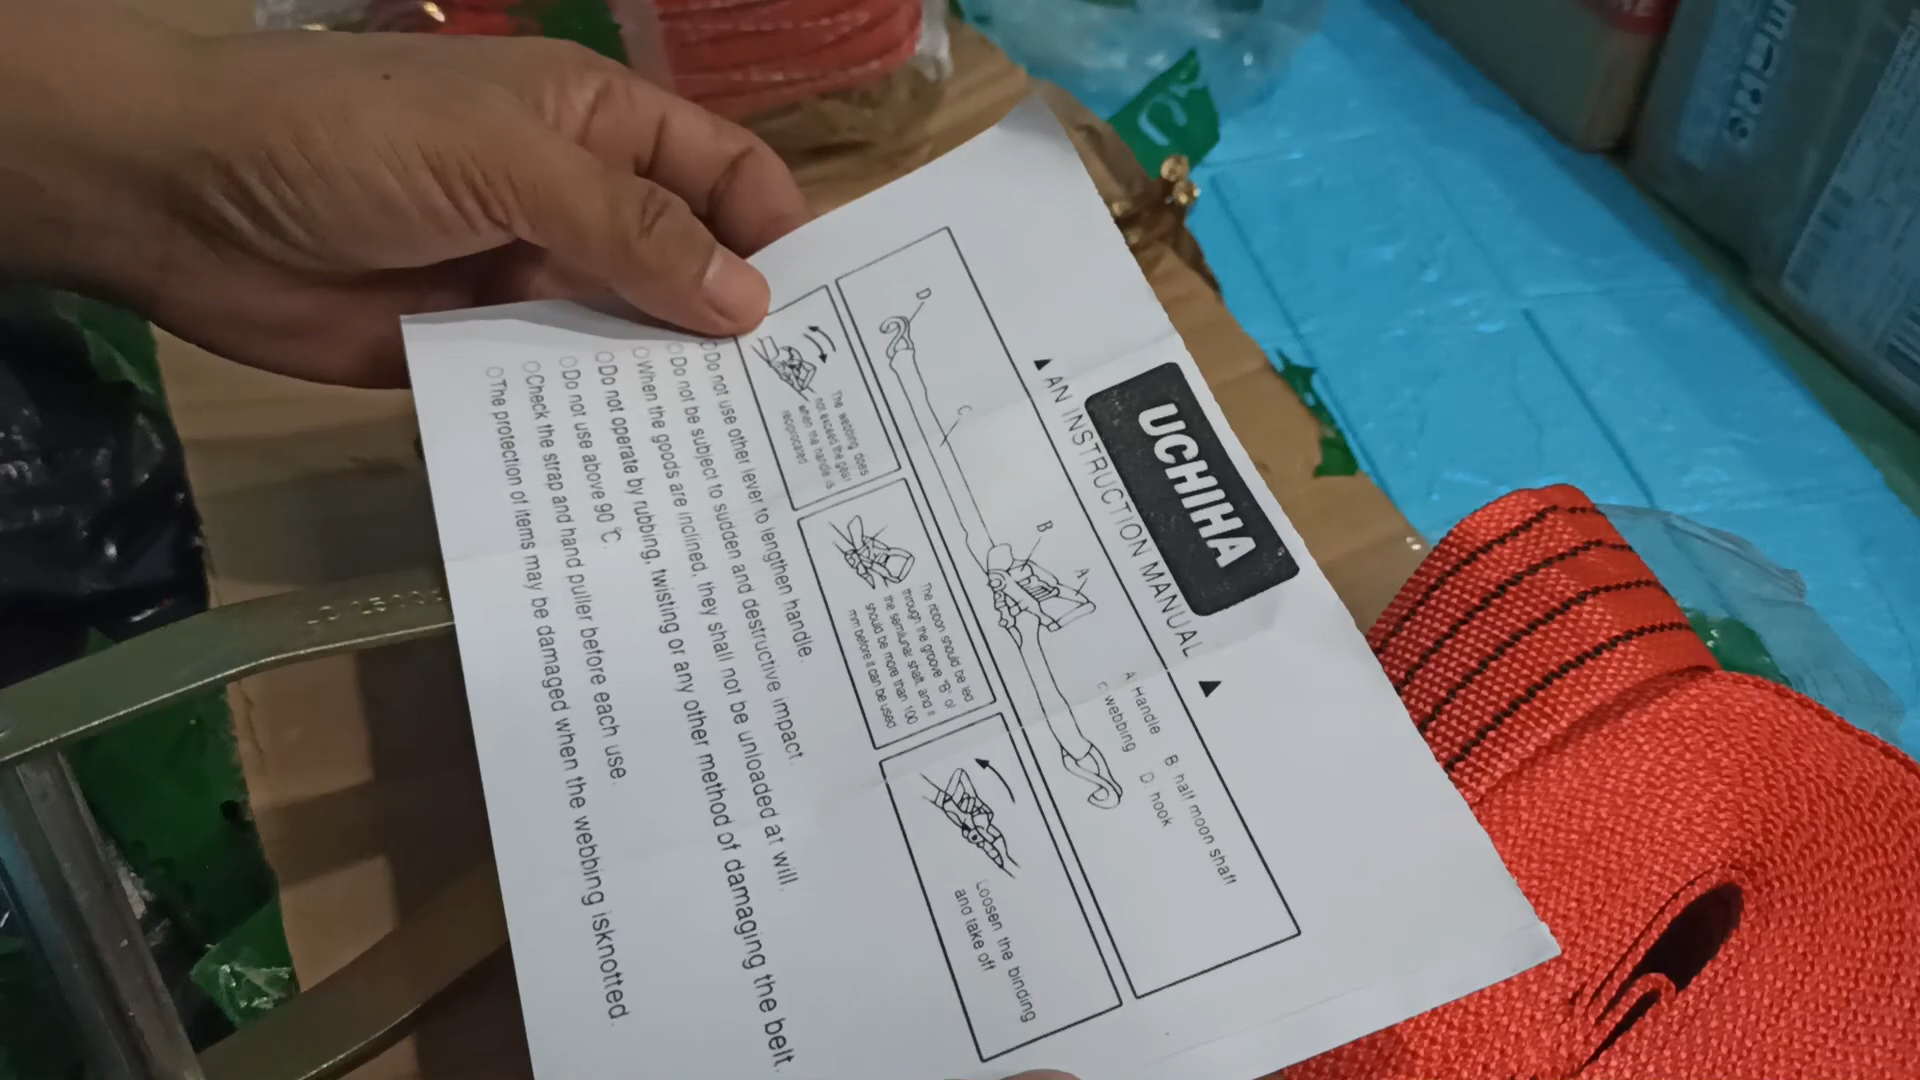 UCHIHA
▲ AN INSTRUCTION MANUAL ▲
D
C
B
A
A: Handle B: half moon shaft
C: webbing D: hook
The webbing does
not exceed the gear
when the handle is
reciprocated
The ribbon should be led
through the groove "B" of
the semilunar shaft, and it
should be more than 100
mm before it can be used
Loosen the binding
and take off
○Do not use other lever to lengthen handle.
○Do not be subject to sudden and destructive impact.
○When the goods are inclined, they shall not be unloaded at will.
○Do not operate by rubbing, twisting or any other method of damaging the belt.
○Do not use above 90 ℃.
○Check the strap and hand puller before each use.
○The protection of items may be damaged when the webbing isknotted.